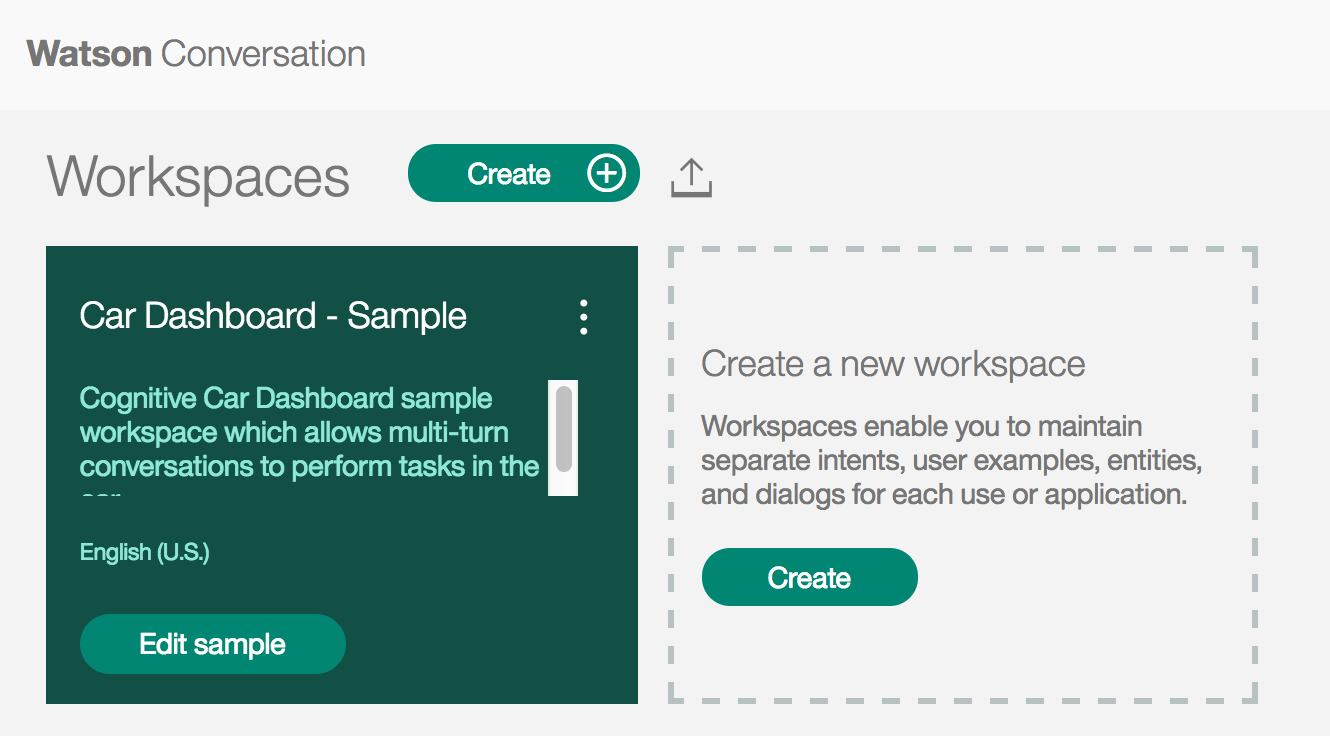 Watson Conversation
Workspaces
Create
Car Dashboard - Sample
Cognitive Car Dashboard sample
workspace which allows multi-turn
conversations to perform tasks in the
English (U.S.)
Edit sample
Create a new workspace
Workspaces enable you to maintain
separate intents, user examples, entities,
and dialogs for each use or application.
Create